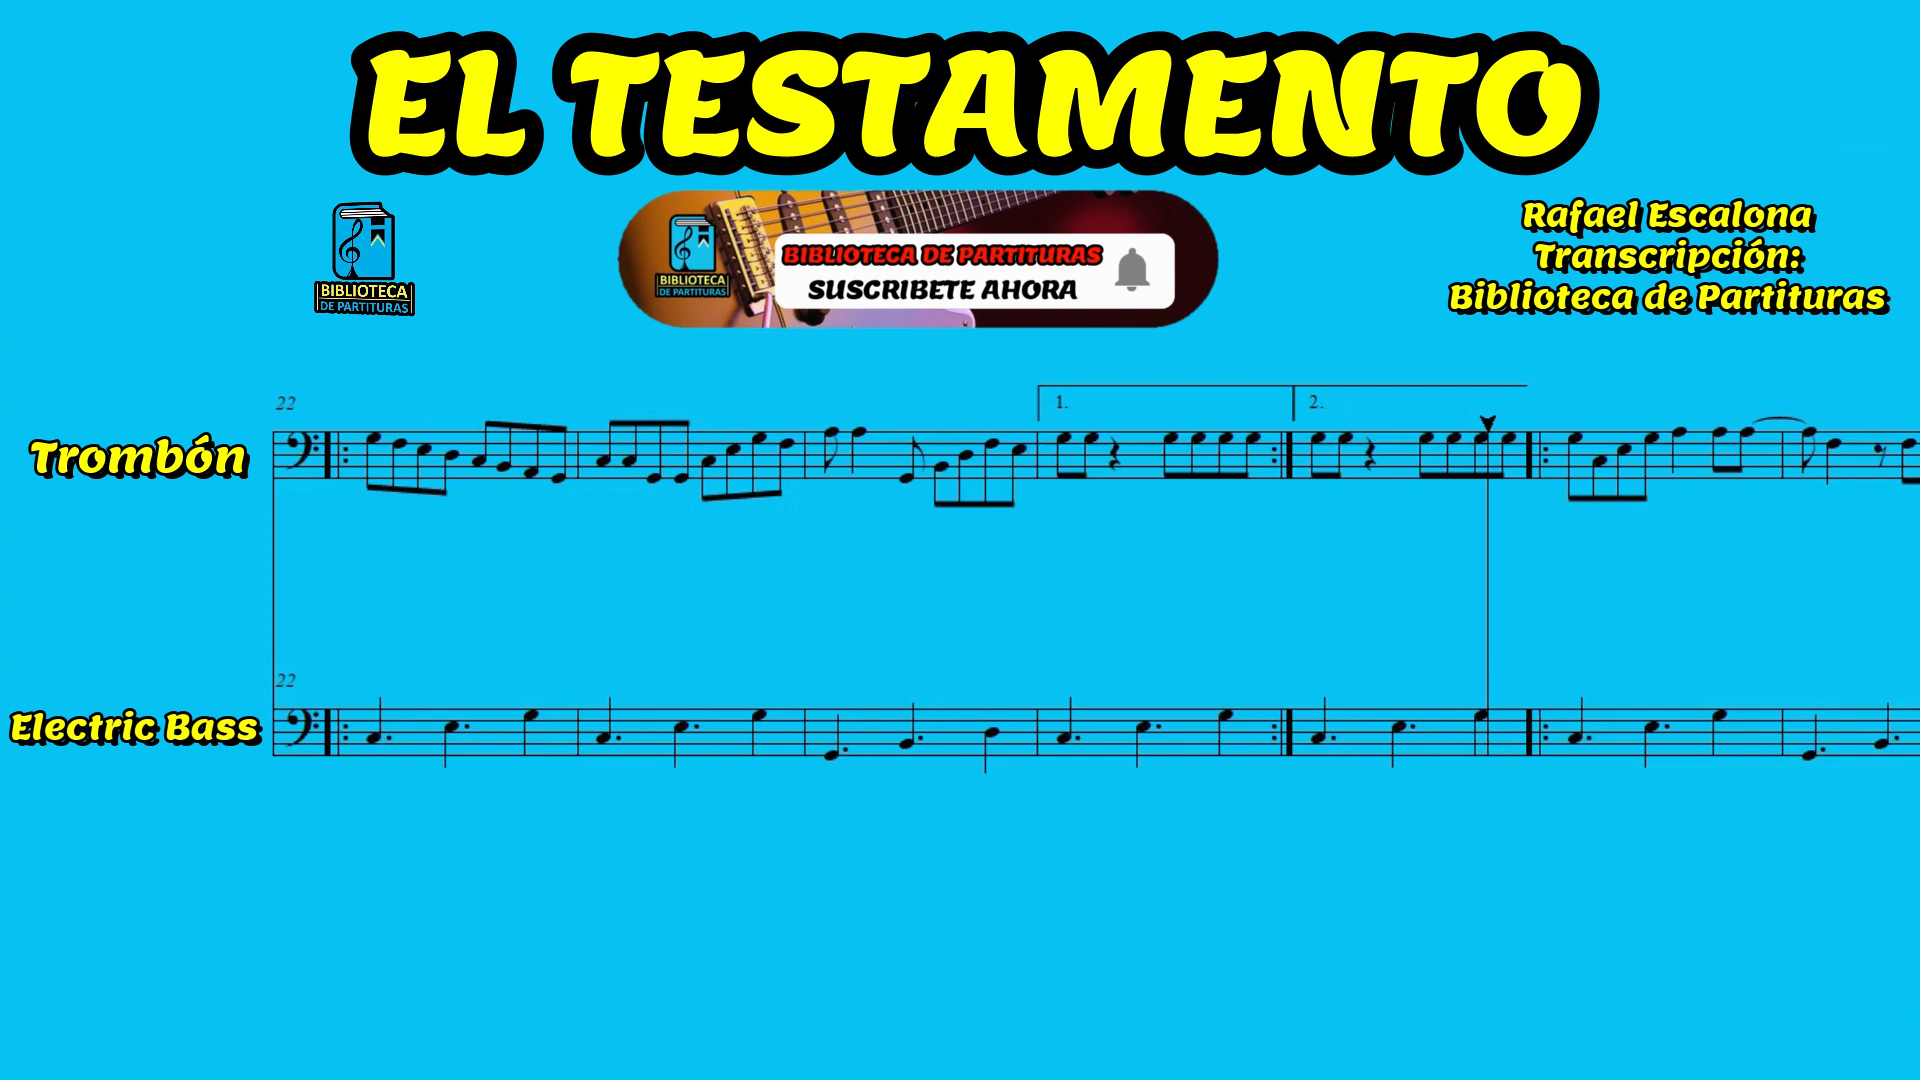 EL TESTAMENTO
BIBLIOTECA
DE PARTITURAS
BIBLIOTECA
DE PARTITURAS
BIBLIOTECA DE PARTITURAS
SUSCRIBETE AHORA
Rafael Escalona
Transcripción:
Biblioteca de Partituras
22
1.
2.
Trombón
22
Electric Bass